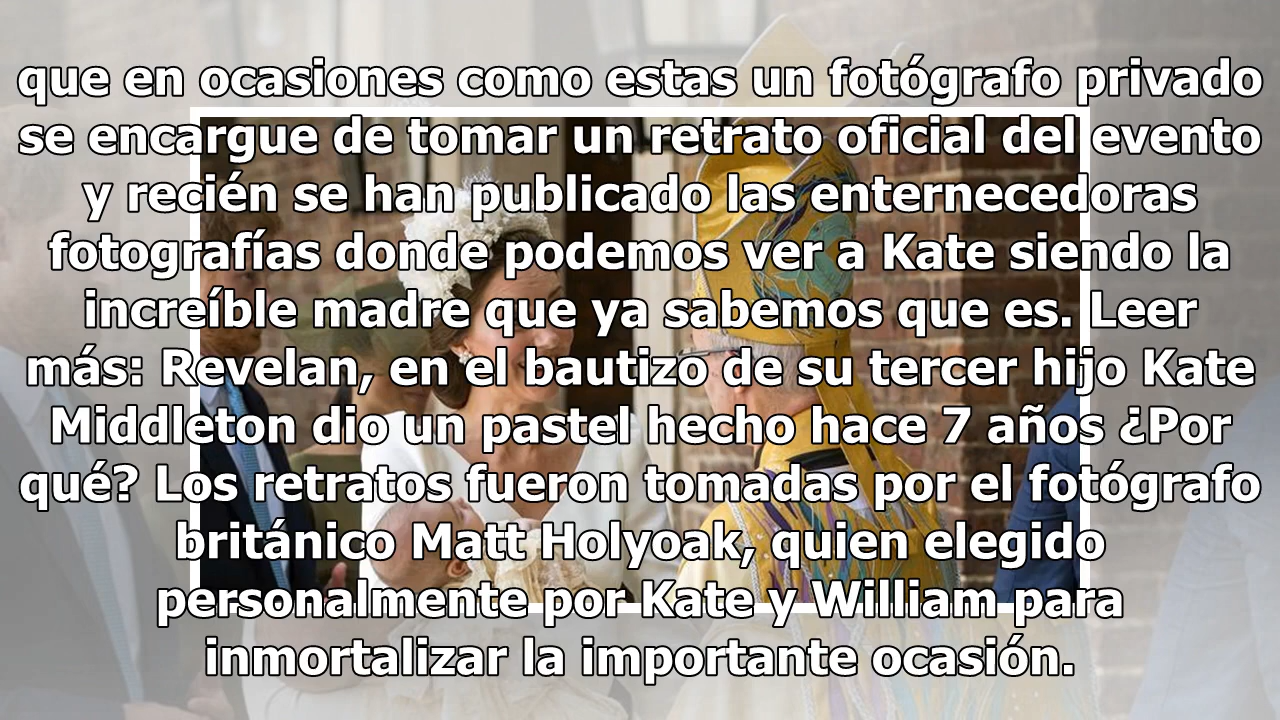 que en ocasiones como estas un fotógrafo privado
se encargue de tomar un retrato oficial del evento
y recién se han publicado las enternecedoras
fotografías donde podemos ver a Kate siendo la
increíble madre que ya sabemos que es. Leer
más: Revelan, en el bautizo de su tercer hijo Kate
Middleton dio un pastel hecho hace 7 años ¿Por
qué? Los retratos fueron tomadas por el fotógrafo
británico Matt Holyoak, quien elegido
personalmente por Kate y William para
inmortalizar la importante ocasión.